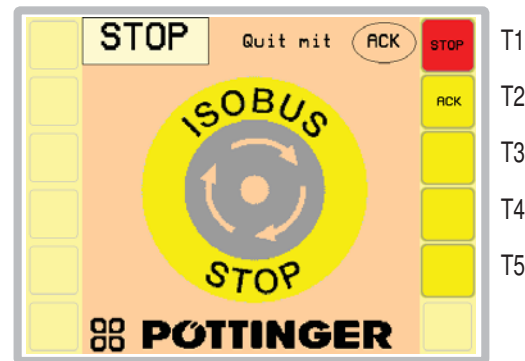 STOP Quit mit ACK STOP T1
ACK T2
T3
T4
T5
ISOBUS
STOP
PÖTTINGER